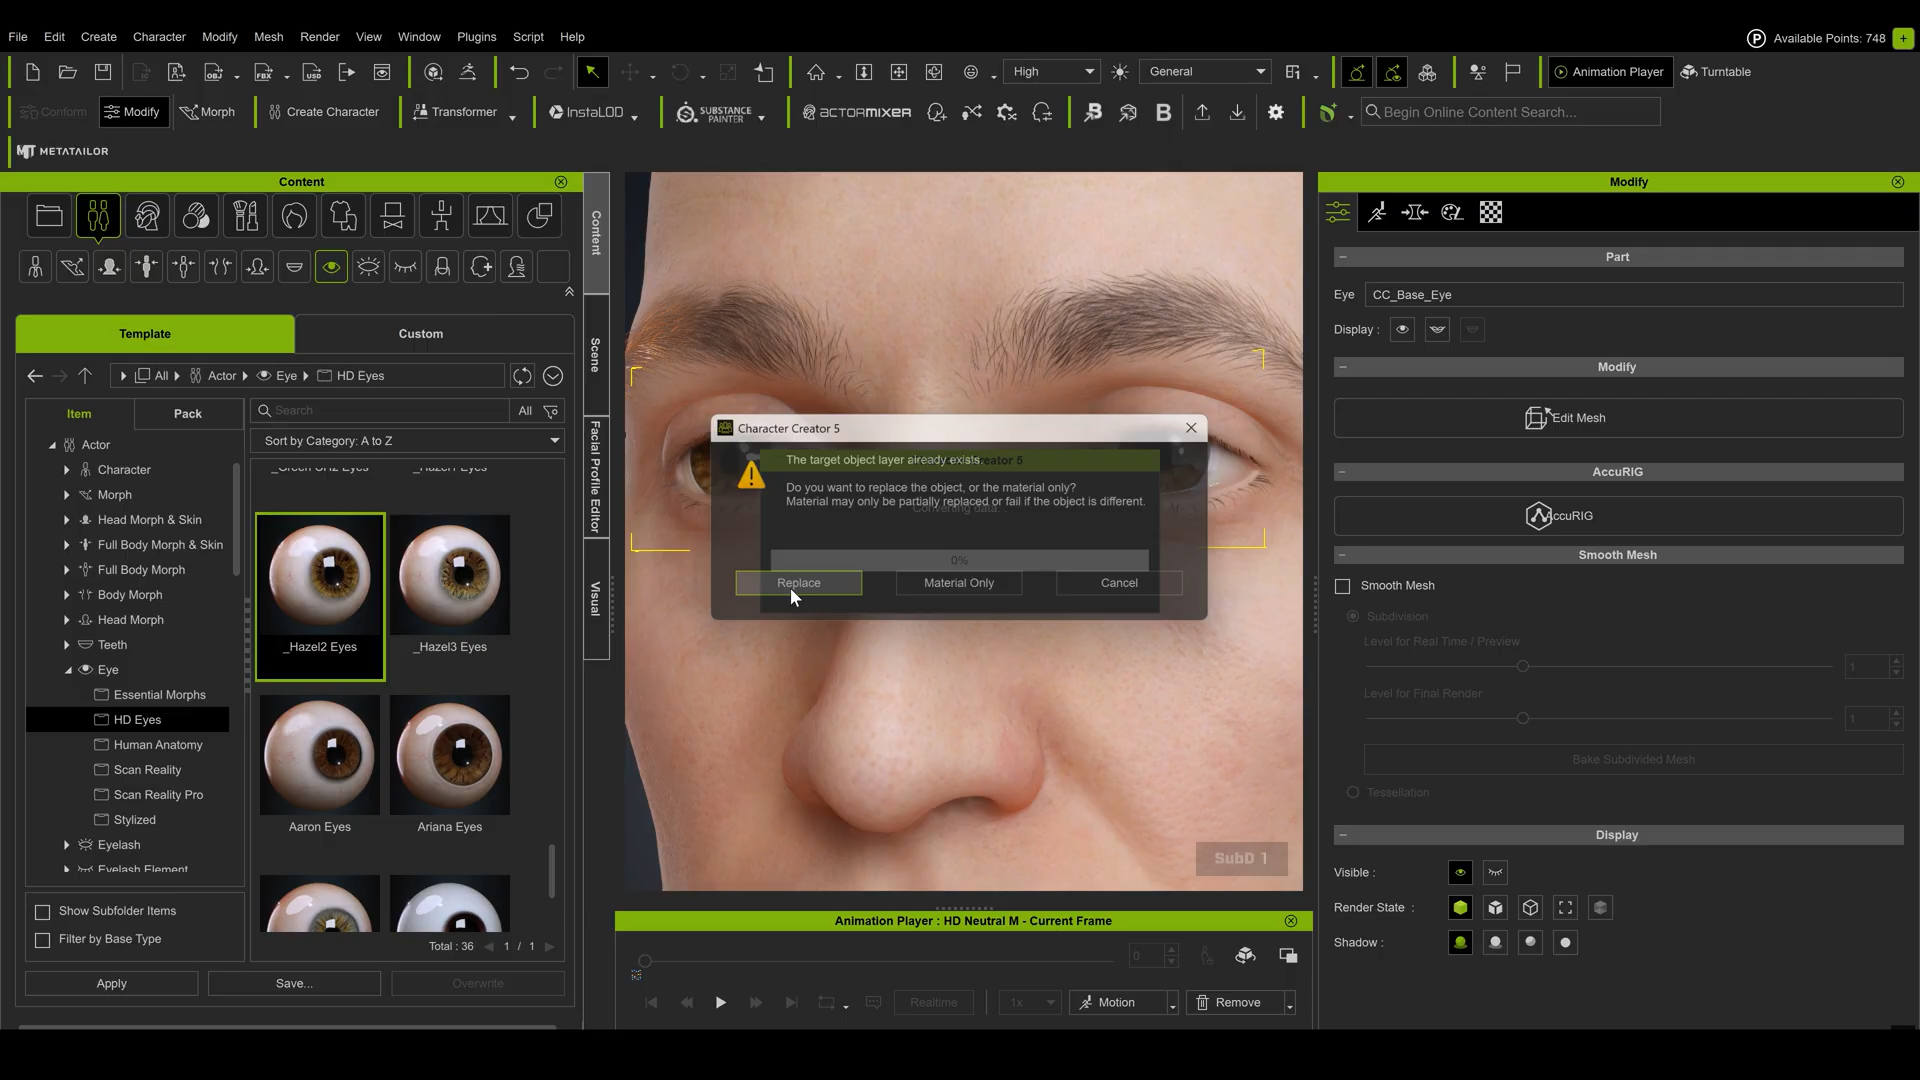 File Edit Create Character Modify Mesh Render View Window Plugins Script Help
Available Points: 748 +
OBJ FBX USD High General Animation Player Turntable
Conform Modify Morph Create Character Transformer InstaLOD SUBSTANCE PAINTER ACTORMIXER B Begin Online Content Search...
METATAILOR
Content
Template Custom
All Actor Eye HD Eyes
Item Pack
Search All
Sort by Category: A to Z
Actor
Character
Morph
Head Morph & Skin
Full Body Morph & Skin
Full Body Morph
Body Morph
Head Morph
Teeth
Eye
Essential Morphs
HD Eyes
Human Anatomy
Scan Reality
Scan Reality Pro
Stylized
Eyelash
Eyelash Element
_Hazel2 Eyes _Hazel3 Eyes
Aaron Eyes Ariana Eyes
Show Subfolder Items
Filter by Base Type
Total : 36 1 / 1
Apply Save... Overwrite
Content
Scene
Facial Profile Editor
Visual
Character Creator 5
The target object layer already exists.
Do you want to replace the object, or the material only?
Material may only be partially replaced or fail if the object is different.
Converting data.
0%
Replace Material Only Cancel
SubD 1
Animation Player : HD Neutral M - Current Frame
0
Realtime 1x Motion Remove
Modify
Part
Eye CC_Base_Eye
Display :
Modify
Edit Mesh
AccuRIG
AccuRIG
Smooth Mesh
Smooth Mesh
Subdivision
Level for Real Time / Preview
1
Level for Final Render
1
Bake Subdivided Mesh
Tessellation
Display
Visible :
Render State :
Shadow :